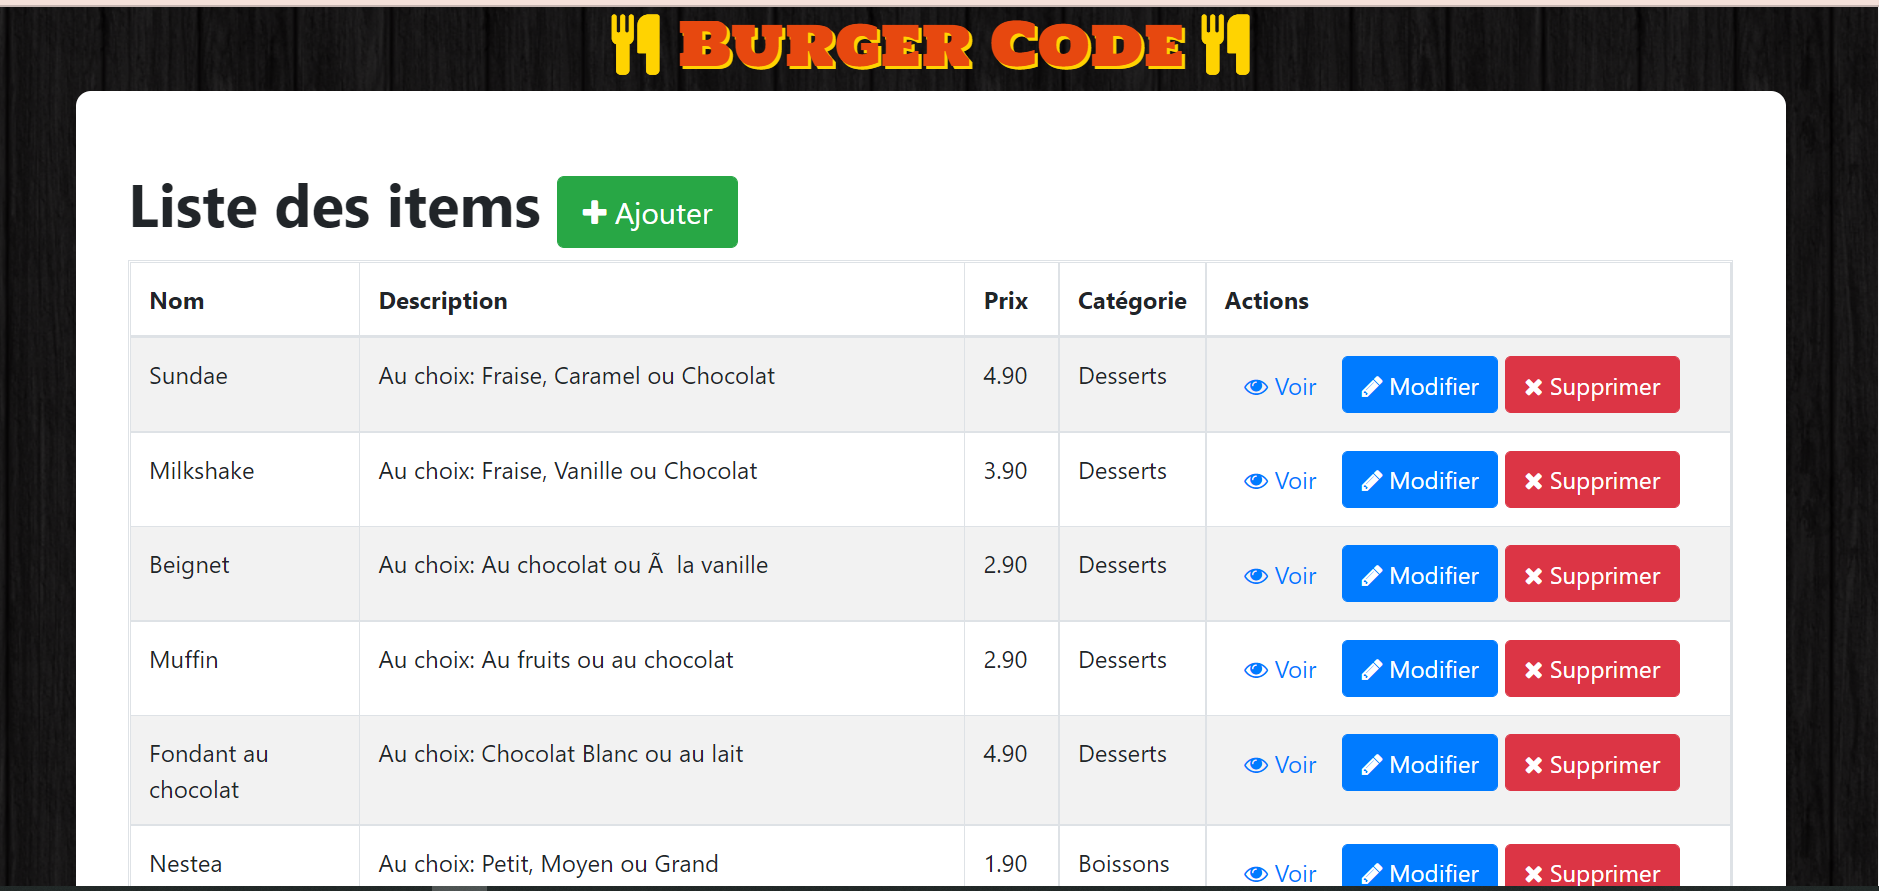 Burger Code
Liste des items
Ajouter
Nom Description Prix Catégorie Actions
Sundae Au choix: Fraise, Caramel ou Chocolat 4.90 Desserts Voir Modifier Supprimer
Milkshake Au choix: Fraise, Vanille ou Chocolat 3.90 Desserts Voir Modifier Supprimer
Beignet Au choix: Au chocolat ou Ã  la vanille 2.90 Desserts Voir Modifier Supprimer
Muffin Au choix: Au fruits ou au chocolat 2.90 Desserts Voir Modifier Supprimer
Fondant au Au choix: Chocolat Blanc ou au lait 4.90 Desserts Voir Modifier Supprimer
chocolat
Nestea Au choix: Petit, Moyen ou Grand 1.90 Boissons Voir Modifier Supprimer